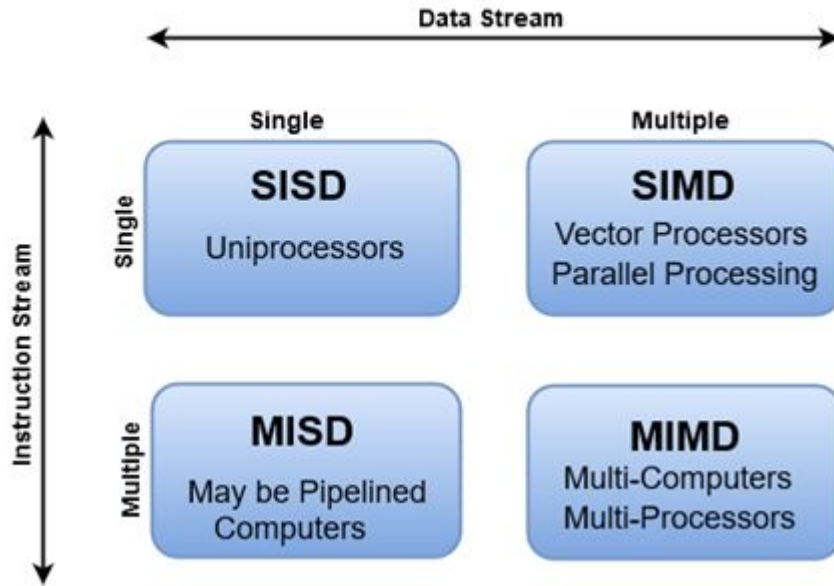 Data Stream
Single
Multiple
Instruction Stream
Single
SISD
Uniprocessors
SIMD
Vector Processors
Parallel Processing
Multiple
MISD
May be Pipelined
Computers
MIMD
Multi-Computers
Multi-Processors